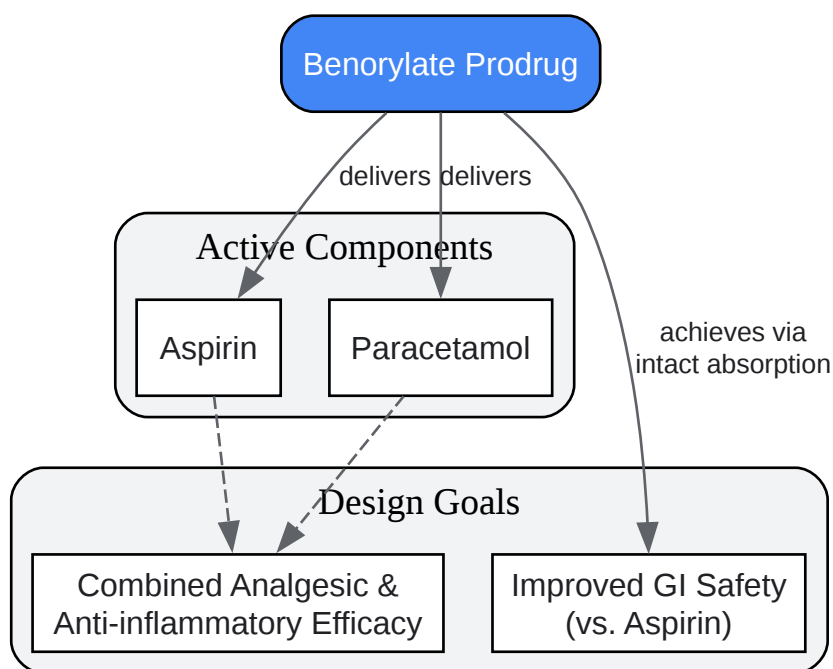 Benorylate Prodrug
delivers delivers
Active Components
Aspirin
Paracetamol
achieves via
intact absorption
Design Goals
Combined Analgesic &
Anti-inflammatory Efficacy
Improved GI Safety
(vs. Aspirin)